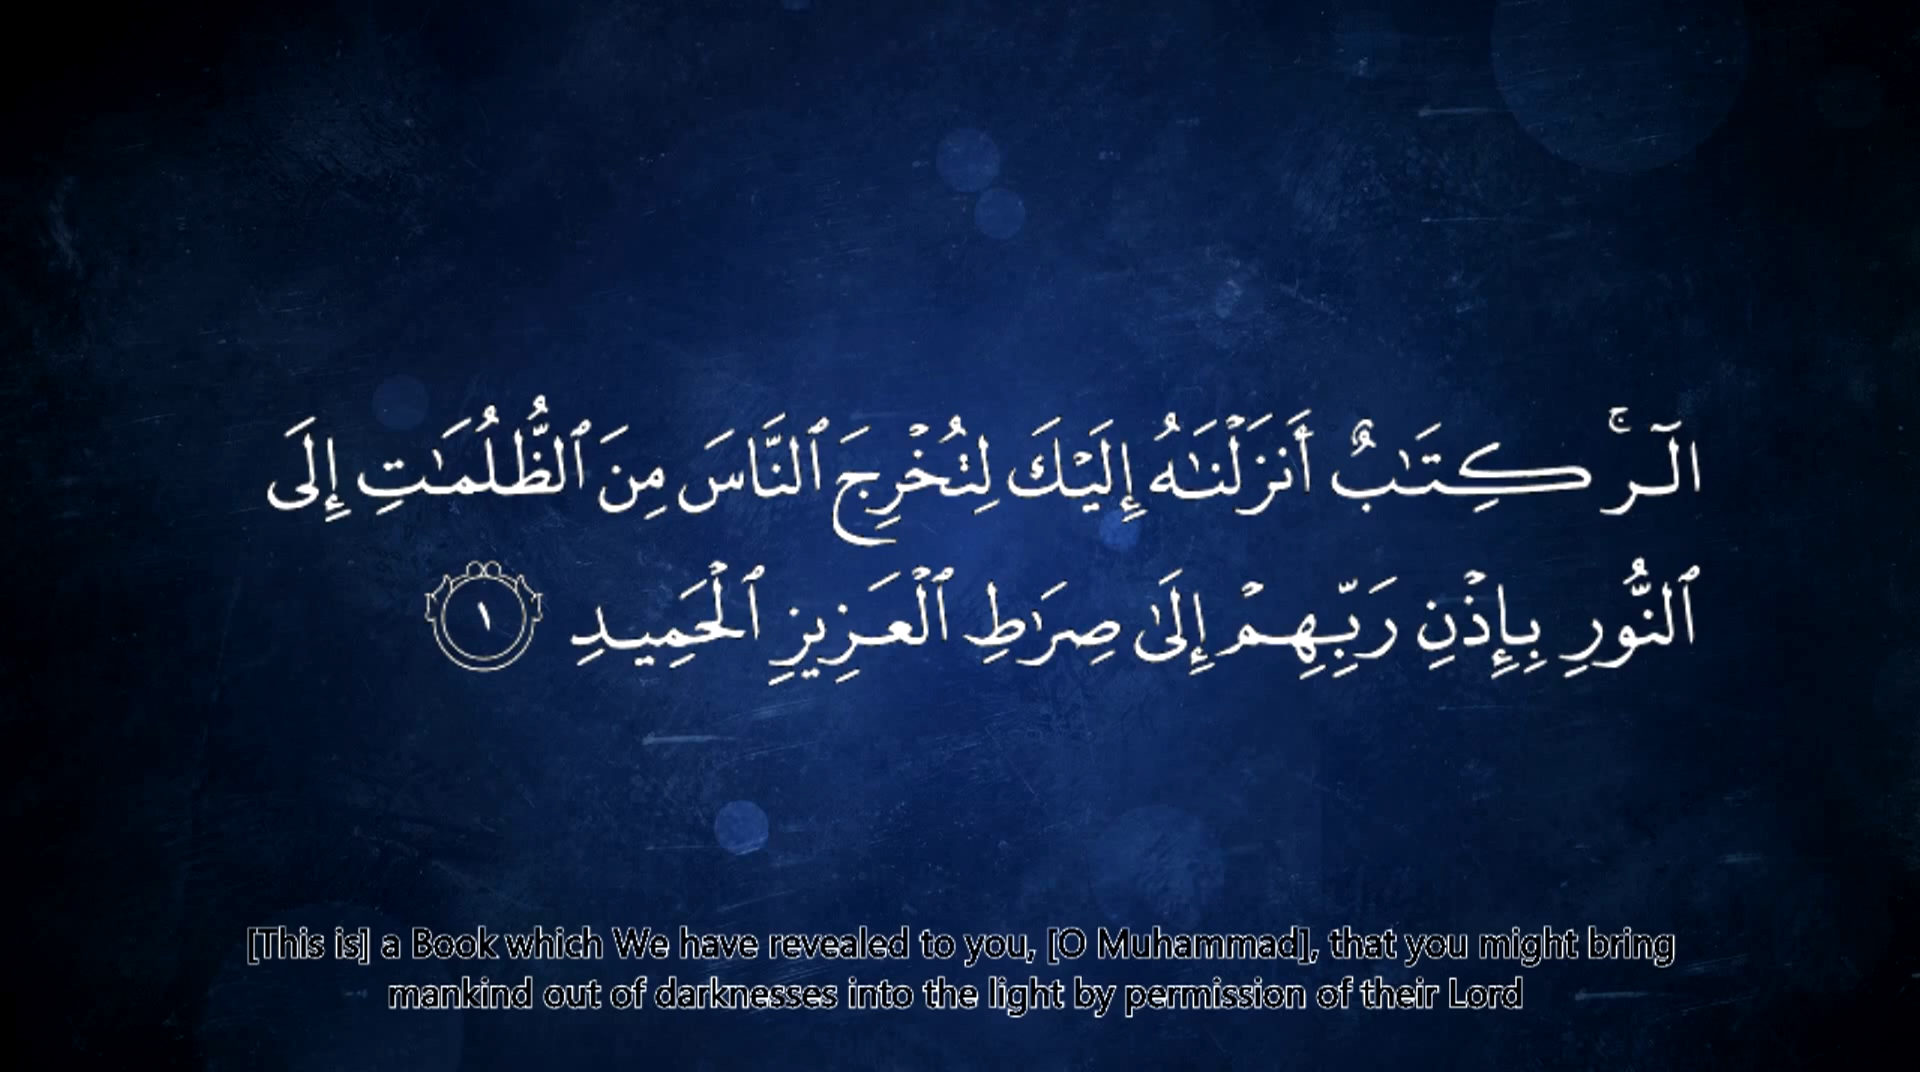 الٓرۚ كِتَٰبٌ أَنزَلْنَٰهُ إِلَيْكَ لِتُخْرِجَ ٱلنَّاسَ مِنَ ٱلظُّلُمَٰتِ إِلَى
ٱلنُّورِ بِإِذْنِ رَبِّهِمْ إِلَىٰ صِرَٰطِ ٱلْعَزِيزِ ٱلْحَمِيدِ ١
[This is] a Book which We have revealed to you, [O Muhammad], that you might bring
mankind out of darknesses into the light by permission of their Lord